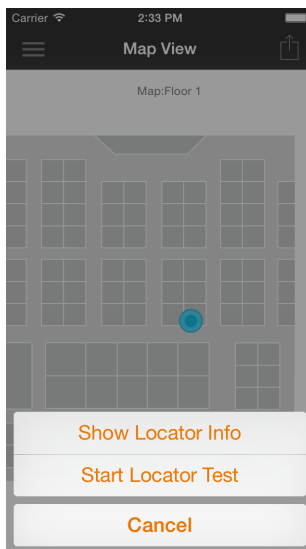 Carrier 2:33 PM
Map View
Map:Floor 1
Show Locator Info
Start Locator Test
Cancel